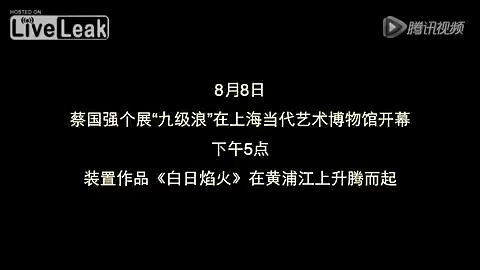 HOSTED ON
LiveLeak
腾讯视频
8月8日
蔡国强个展“九级浪”在上海当代艺术博物馆开幕
下午5点
装置作品《白日焰火》在黄浦江上升腾而起